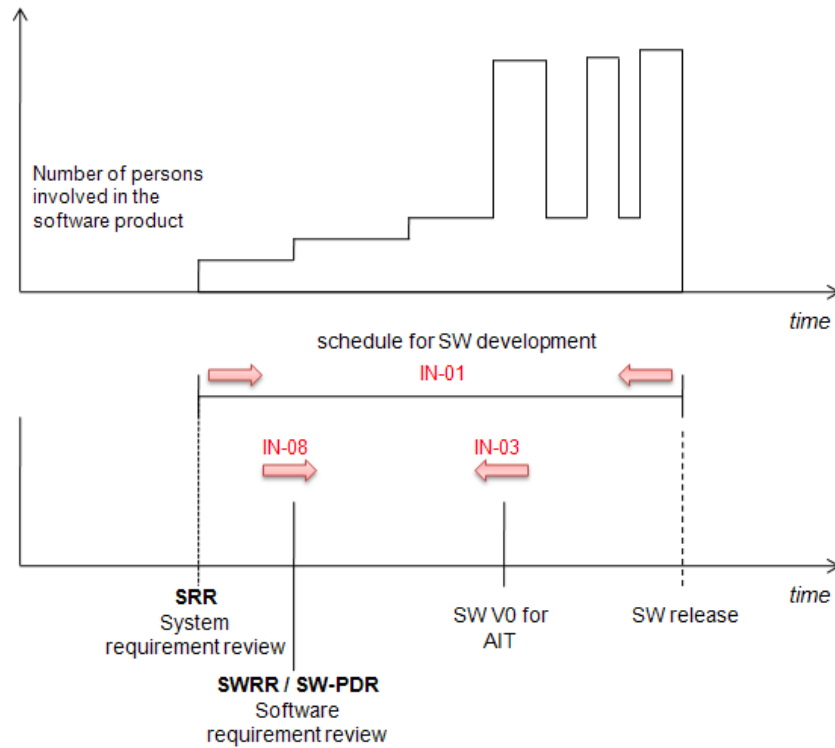 Number of persons
involved in the
software product
time
schedule for SW development
IN-01
IN-08
IN-03
time
SRR
System
requirement review
SW V0 for
AIT
SW release
SWRR / SW-PDR
Software
requirement review